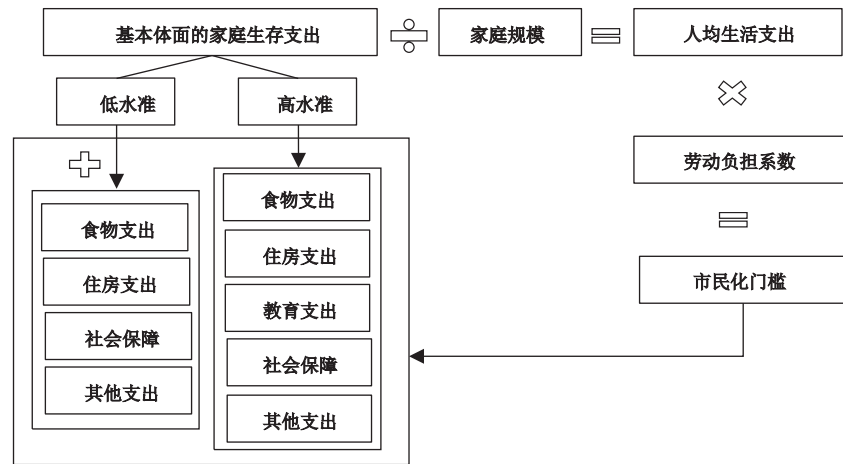 基本体面的家庭生存支出
家庭规模
人均生活支出
低水准
高水准
劳动负担系数
食物支出
住房支出
社会保障
其他支出
食物支出
住房支出
教育支出
社会保障
其他支出
市民化门槛